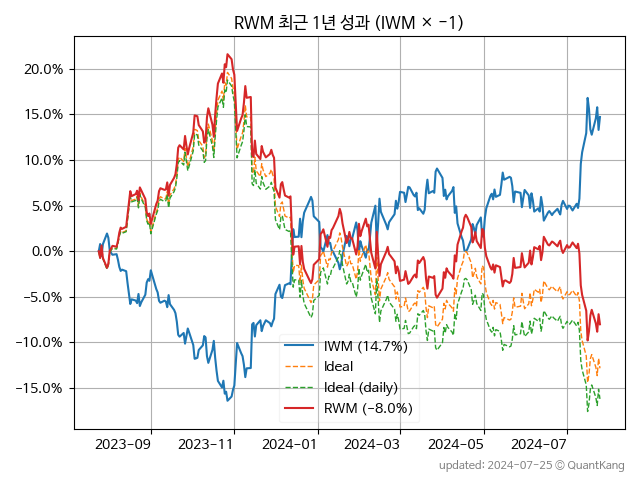 RWM 최근 1년 성과 (IWM × −1)
20.0%
15.0%
10.0%
5.0%
0.0%
−5.0%
−10.0%
−15.0%
IWM (14.7%)
Ideal
Ideal (daily)
RWM (−8.0%)
2023−09
2023−11
2024−01
2024−03
2024−05
2024−07
updated: 2024−07−25 © QuantKang